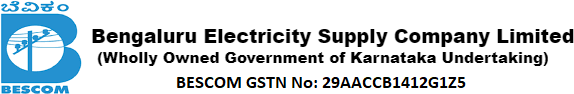 ಬೆವಿಕಂ
BESCOM
Bengaluru Electricity Supply Company Limited
(Wholly Owned Government of Karnataka Undertaking)
BESCOM GSTN No: 29AACCB1412G1Z5